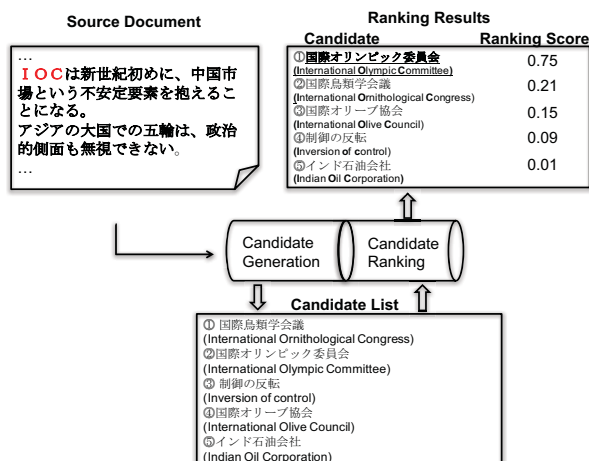 Source Document
…
ＩＯＣは新世紀初めに、中国市
場という不安定要素を抱えるこ
とになる。
アジアの大国での五輪は、政治
的側面も無視できない。
…
Ranking Results
Candidate Ranking Score
①国際オリンピック委員会 0.75
(International Olympic Committee)
②国際鳥類学会議 0.21
(International Ornithological Congress)
③国際オリーブ協会 0.15
(International Olive Council)
④制御の反転 0.09
(Inversion of control)
⑤インド石油会社 0.01
(Indian Oil Corporation)
Candidate Generation
Candidate Ranking
Candidate List
① 国際鳥類学会議
(International Ornithological Congress)
②国際オリンピック委員会
(International Olympic Committee)
③ 制御の反転
(Inversion of control)
④国際オリーブ協会
(International Olive Council)
⑤インド石油会社
(Indian Oil Corporation)